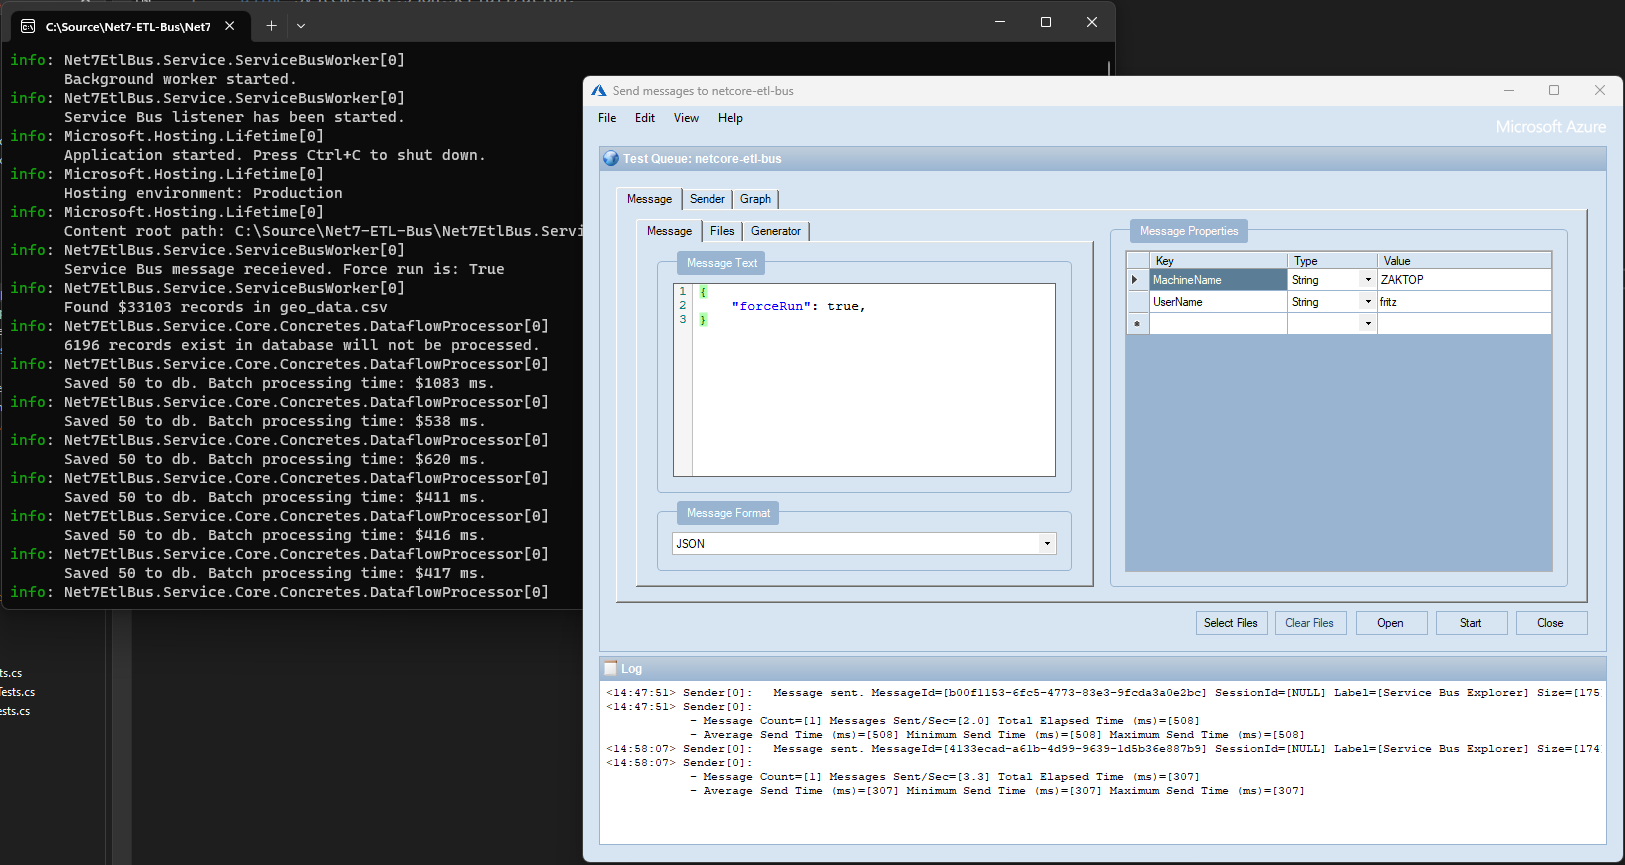 C:\Source\Net7-ETL-Bus\Net7
info: Net7EtlBus.Service.ServiceBusWorker[0]
Background worker started.
info: Net7EtlBus.Service.ServiceBusWorker[0]
Service Bus listener has been started.
info: Microsoft.Hosting.Lifetime[0]
Application started. Press Ctrl+C to shut down.
info: Microsoft.Hosting.Lifetime[0]
Hosting environment: Production
info: Microsoft.Hosting.Lifetime[0]
Content root path: C:\Source\Net7-ETL-Bus\Net7EtlBus.Servi
info: Net7EtlBus.Service.ServiceBusWorker[0]
Service Bus message receieved. Force run is: True
info: Net7EtlBus.Service.ServiceBusWorker[0]
Found $33103 records in geo_data.csv
info: Net7EtlBus.Service.Core.Concretes.DataflowProcessor[0]
6196 records exist in database will not be processed.
info: Net7EtlBus.Service.Core.Concretes.DataflowProcessor[0]
Saved 50 to db. Batch processing time: $1083 ms.
info: Net7EtlBus.Service.Core.Concretes.DataflowProcessor[0]
Saved 50 to db. Batch processing time: $538 ms.
info: Net7EtlBus.Service.Core.Concretes.DataflowProcessor[0]
Saved 50 to db. Batch processing time: $620 ms.
info: Net7EtlBus.Service.Core.Concretes.DataflowProcessor[0]
Saved 50 to db. Batch processing time: $411 ms.
info: Net7EtlBus.Service.Core.Concretes.DataflowProcessor[0]
Saved 50 to db. Batch processing time: $416 ms.
info: Net7EtlBus.Service.Core.Concretes.DataflowProcessor[0]
Saved 50 to db. Batch processing time: $417 ms.
info: Net7EtlBus.Service.Core.Concretes.DataflowProcessor[0]
ts.cs
Tests.cs
ests.cs
Send messages to netcore-etl-bus
File Edit View Help
Microsoft Azure
Test Queue: netcore-etl-bus
Message Sender Graph
Message Files Generator
Message Text
1 {
2 "forceRun": true,
3 }
Message Format
JSON
Message Properties
Key Type Value
MachineName String ZAKTOP
UserName String fritz
*
Select Files Clear Files Open Start Close
Log
<14:47:51> Sender[0]: Message sent. MessageId=[b00f1153-6fc5-4773-83e3-9fcda3a0e2bc] SessionId=[NULL] Label=[Service Bus Explorer] Size=[175
<14:47:51> Sender[0]:
- Message Count=[1] Messages Sent/Sec=[2.0] Total Elapsed Time (ms)=[508]
- Average Send Time (ms)=[508] Minimum Send Time (ms)=[508] Maximum Send Time (ms)=[508]
<14:58:07> Sender[0]: Message sent. MessageId=[4133ecad-a61b-4d99-9639-1d5b36e887b9] SessionId=[NULL] Label=[Service Bus Explorer] Size=[174
<14:58:07> Sender[0]:
- Message Count=[1] Messages Sent/Sec=[3.3] Total Elapsed Time (ms)=[307]
- Average Send Time (ms)=[307] Minimum Send Time (ms)=[307] Maximum Send Time (ms)=[307]